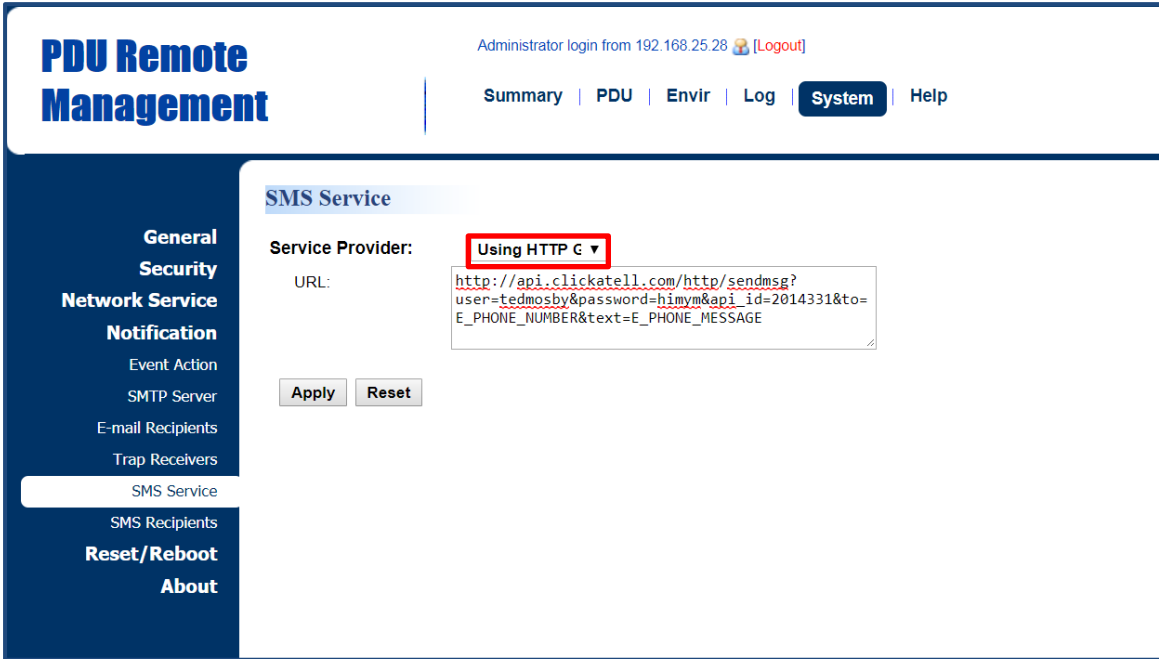 PDU Remote
Management
Administrator login from 192.168.25.28 [Logout]
Summary | PDU | Envir | Log | System | Help
General
Security
Network Service
Notification
Event Action
SMTP Server
E-mail Recipients
Trap Receivers
SMS Service
SMS Recipients
Reset/Reboot
About
SMS Service
Service Provider: Using HTTP G
URL:
http://api.clickatell.com/http/sendmsg?
user=tedmosby&password=himym&api_id=2014331&to=
E_PHONE_NUMBER&text=E_PHONE_MESSAGE
Apply Reset